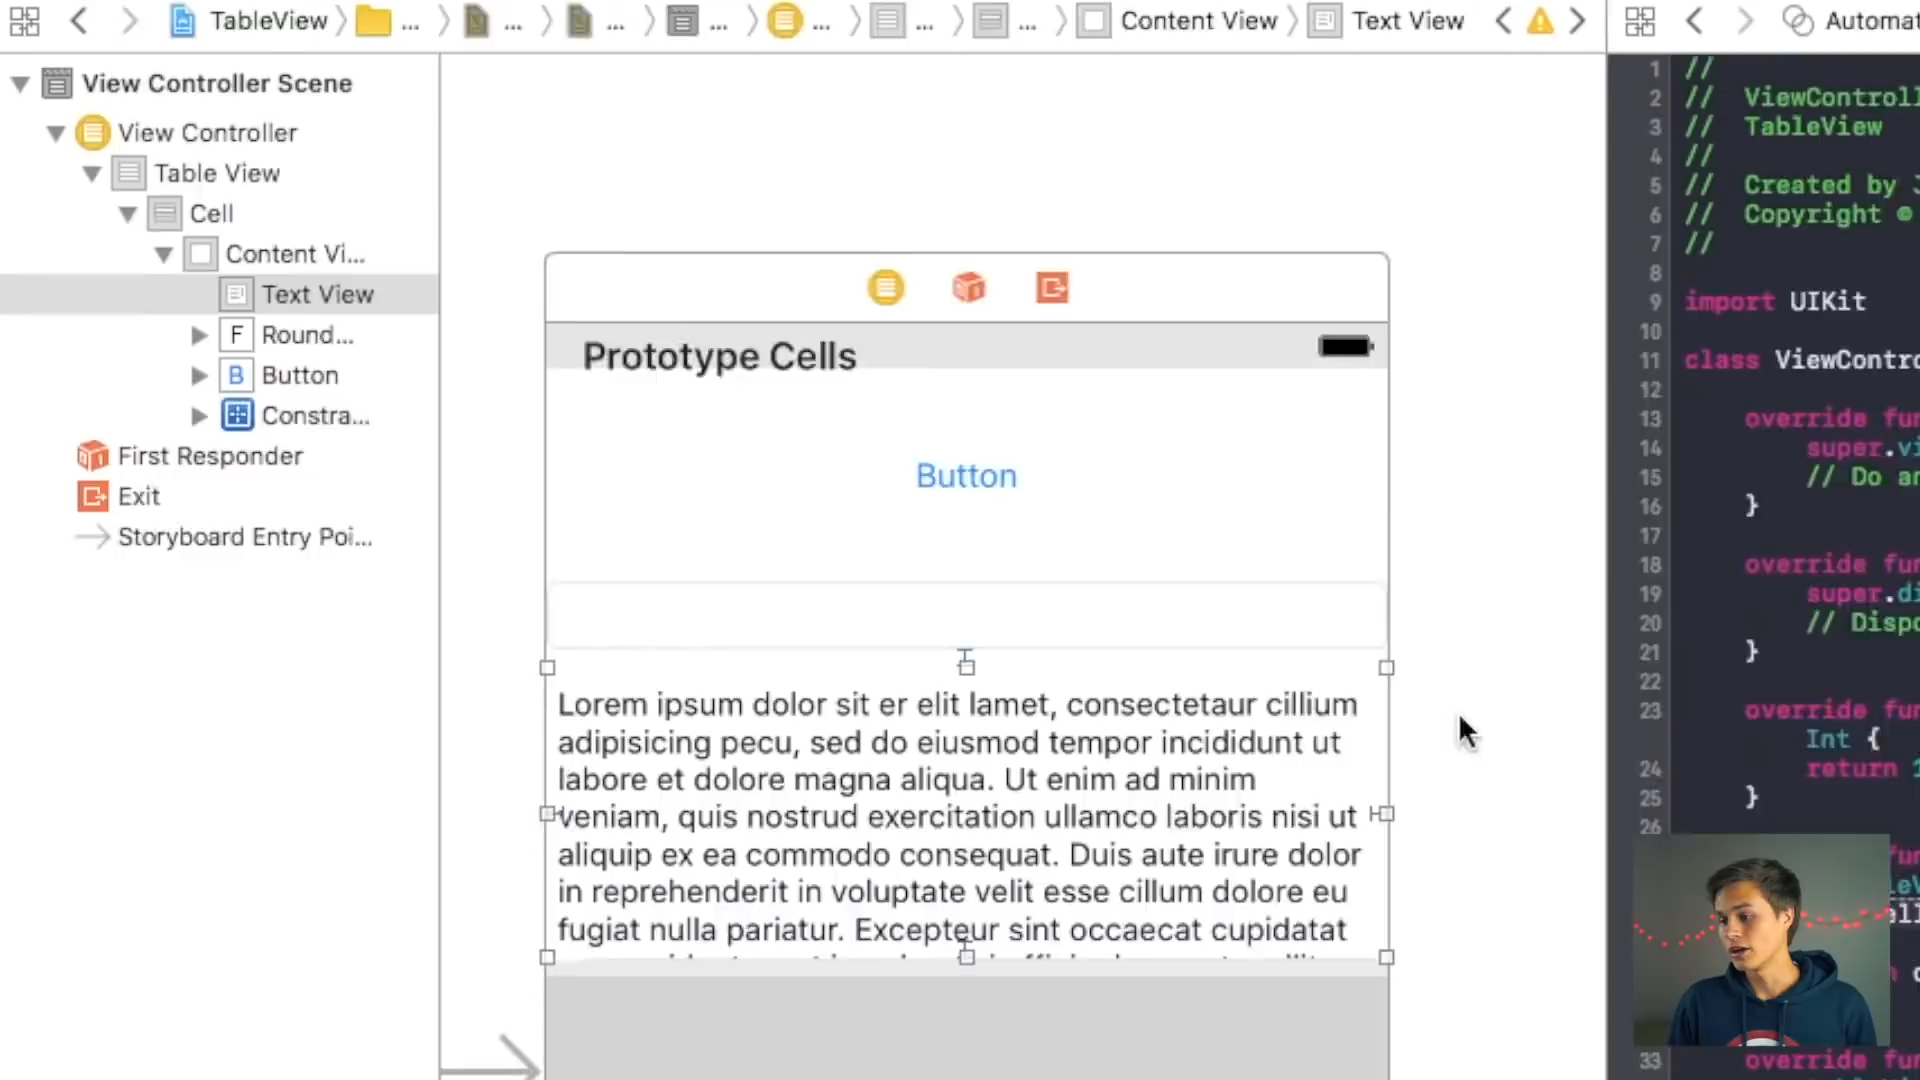 TableView ... ... ... ... ... ... ... Content View Text View
Automat
View Controller Scene
View Controller
Table View
Cell
Content Vi...
Text View
F Round...
B Button
Constra...
First Responder
Exit
Storyboard Entry Poi...
Prototype Cells
Button
Lorem ipsum dolor sit er elit lamet, consectetaur cillium
adipisicing pecu, sed do eiusmod tempor incididunt ut
labore et dolore magna aliqua. Ut enim ad minim
veniam, quis nostrud exercitation ullamco laboris nisi ut
aliquip ex ea commodo consequat. Duis aute irure dolor
in reprehenderit in voluptate velit esse cillum dolore eu
fugiat nulla pariatur. Excepteur sint occaecat cupidatat
1 //
2 // ViewControll
3 // TableView
4 //
5 // Created by J
6 // Copyright ©
7 //
8
9 import UIKit
10
11 class ViewContro
12
13 override fun
14 super.vi
15 // Do an
16 }
17
18 override fun
19 super.di
20 // Dispo
21 }
22
23 override fun
Int {
24 return 1
25 }
26
33 override fun